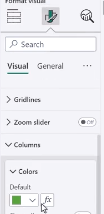 Format visual
Search
Visual General ...
Gridlines
Zoom slider Off
Columns
Colors
Default
fx